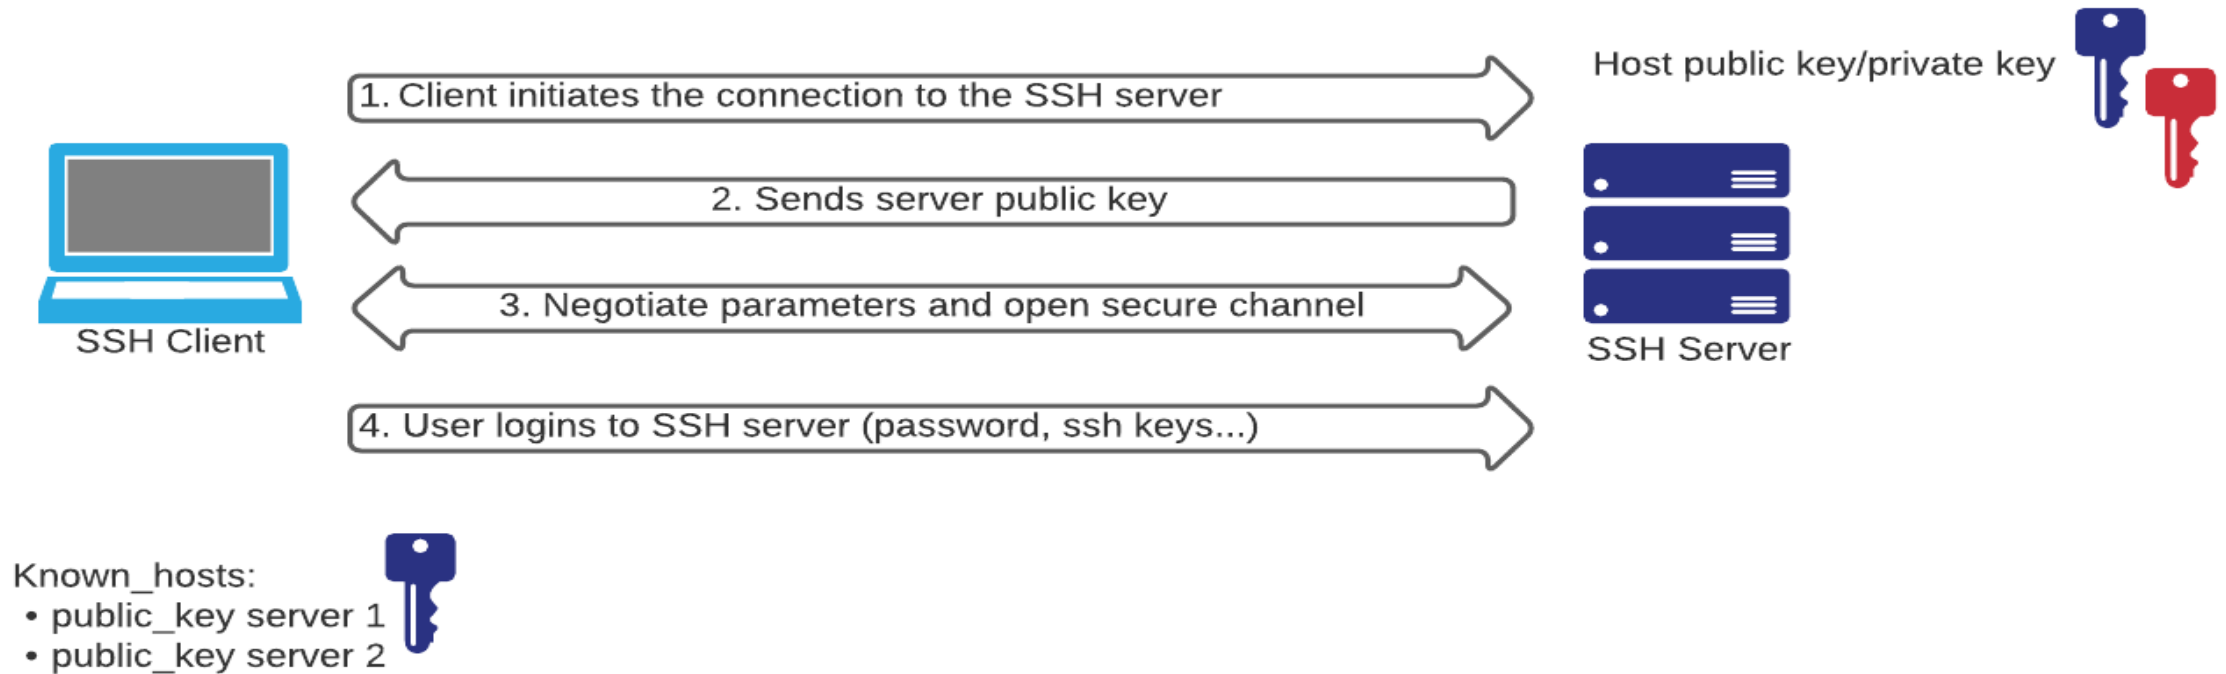 Host public key/private key
1. Client initiates the connection to the SSH server
2. Sends server public key
3. Negotiate parameters and open secure channel
SSH Client
SSH Server
4. User logins to SSH server (password, ssh keys...)
Known_hosts:
• public_key server 1
• public_key server 2